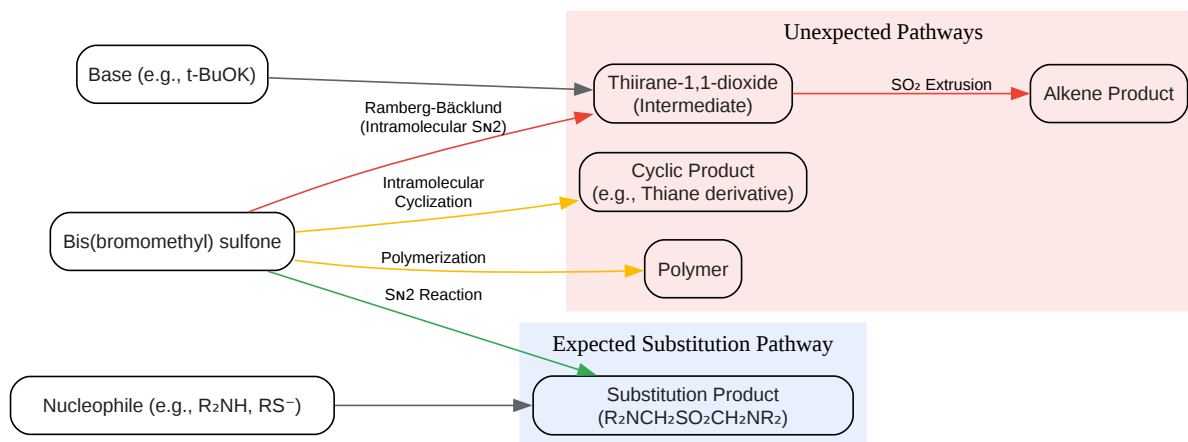 Unexpected Pathways
Base (e.g., t-BuOK)
Thiirane-1,1-dioxide
(Intermediate)
SO₂ Extrusion
Alkene Product
Ramberg-Bäcklund
(Intramolecular Sɴ2)
Cyclic Product
(e.g., Thiane derivative)
Intramolecular
Cyclization
Bis(bromomethyl) sulfone
Polymerization
Polymer
Sɴ2 Reaction
Expected Substitution Pathway
Nucleophile (e.g., R₂NH, RS⁻)
Substitution Product
(R₂NCH₂SO₂CH₂NR₂)